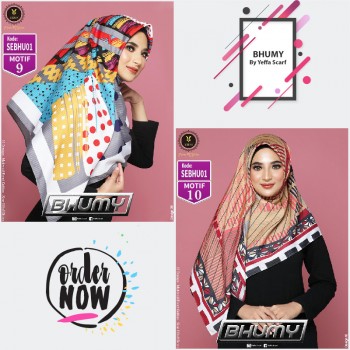 Kode:
SEBHU01
MOTIF
9
BHUMY
BHUMY
By Yeffa Scarf
Kode:
SEBHU01
MOTIF
10
BHUMY
order
NOW